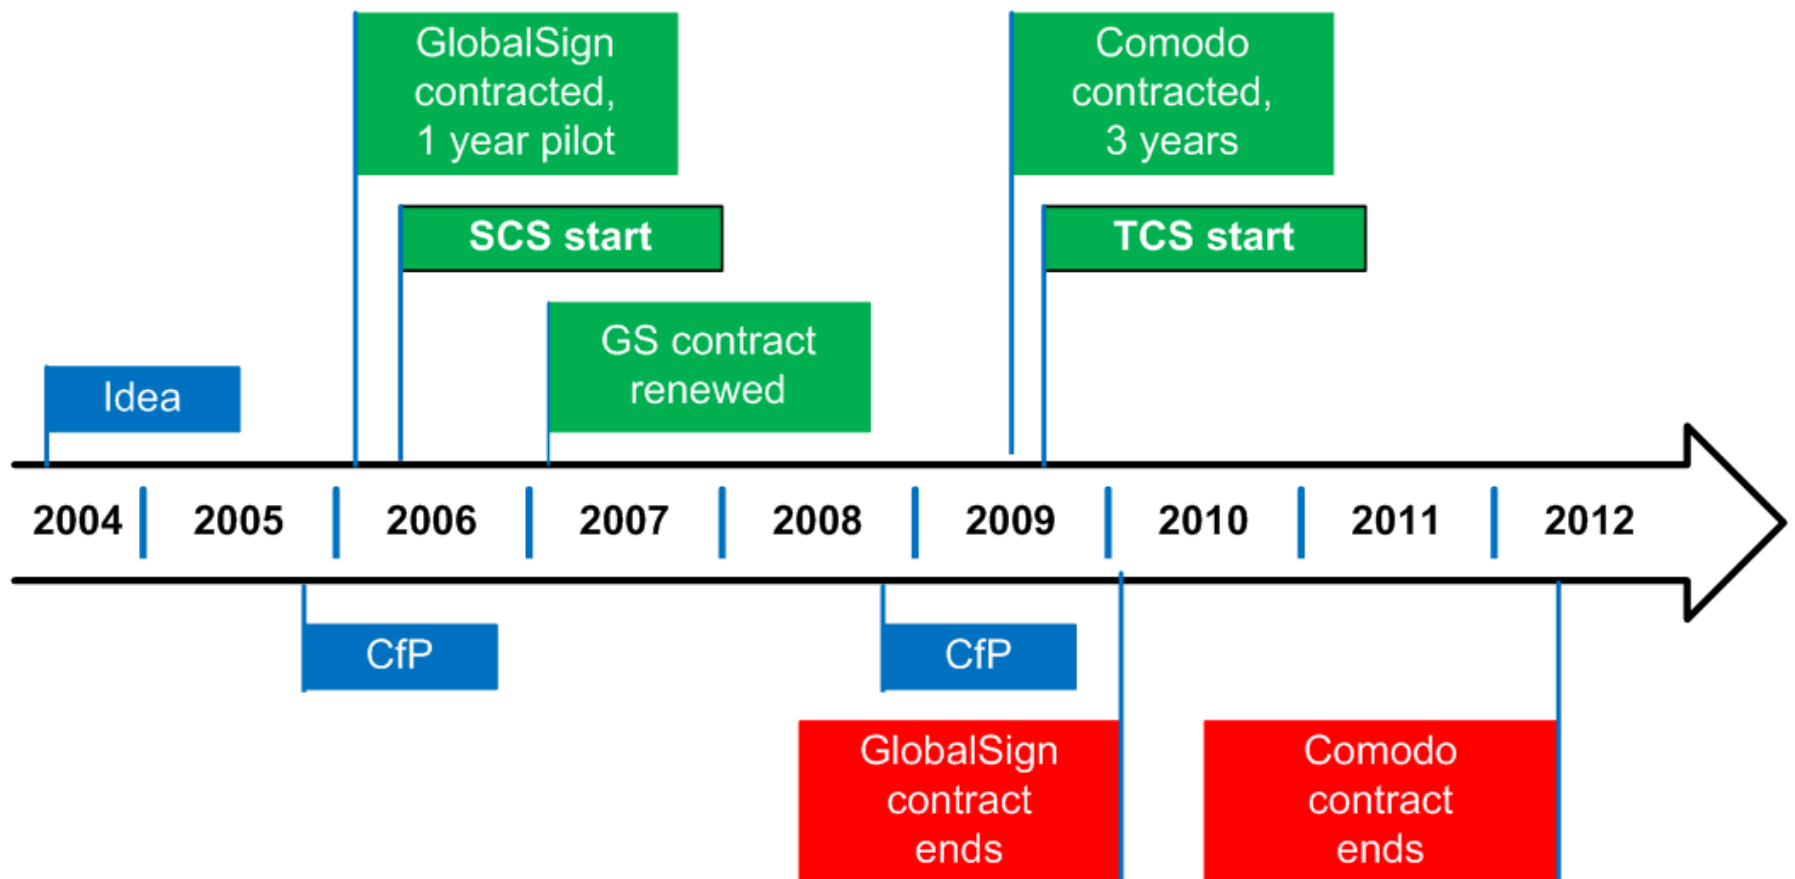 GlobalSign
contracted,
1 year pilot
Comodo
contracted,
3 years
SCS start
TCS start
GS contract
renewed
Idea
2004 2005 2006 2007 2008 2009 2010 2011 2012
CfP
CfP
GlobalSign
contract
ends
Comodo
contract
ends